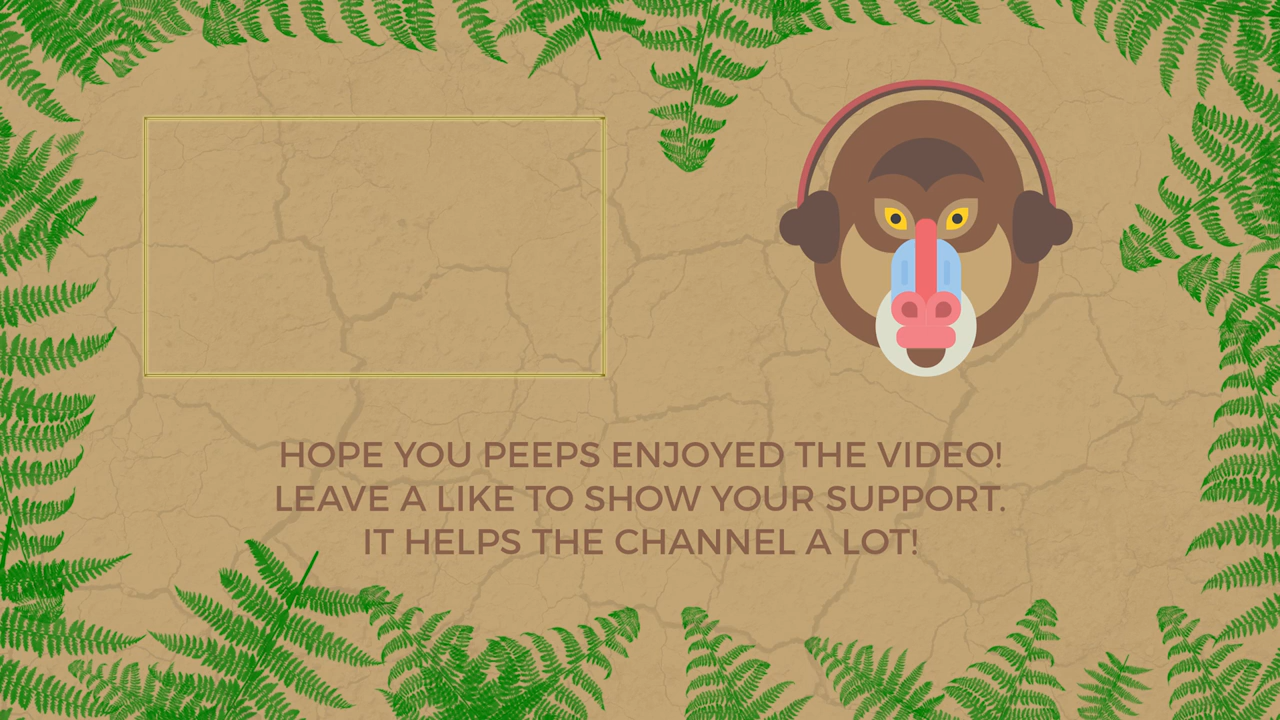 HOPE YOU PEEPS ENJOYED THE VIDEO!
LEAVE A LIKE TO SHOW YOUR SUPPORT.
IT HELPS THE CHANNEL A LOT!